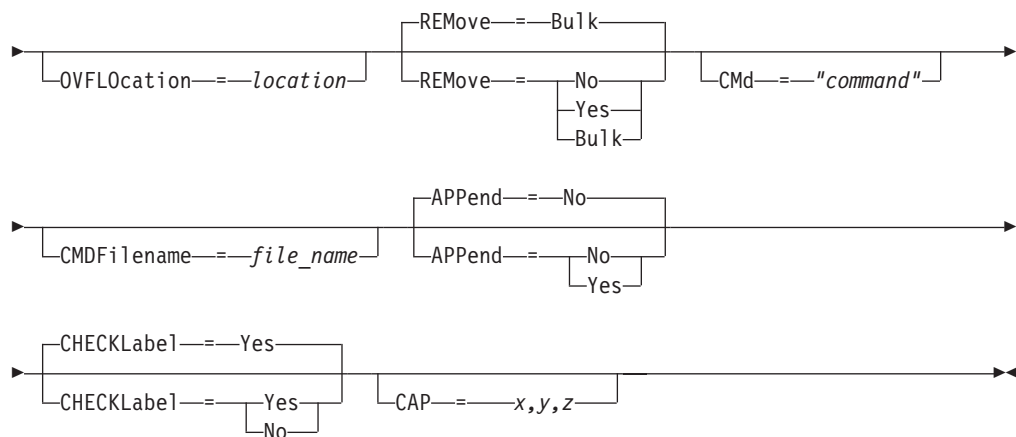 REMove = Bulk
OVFLOcation = location REMove = No CMd = "command"
Yes
Bulk
APPend = No
CMDFilename = file_name APPend = No
Yes
CHECKLabel = Yes
CHECKLabel = Yes CAP = x,y,z
No